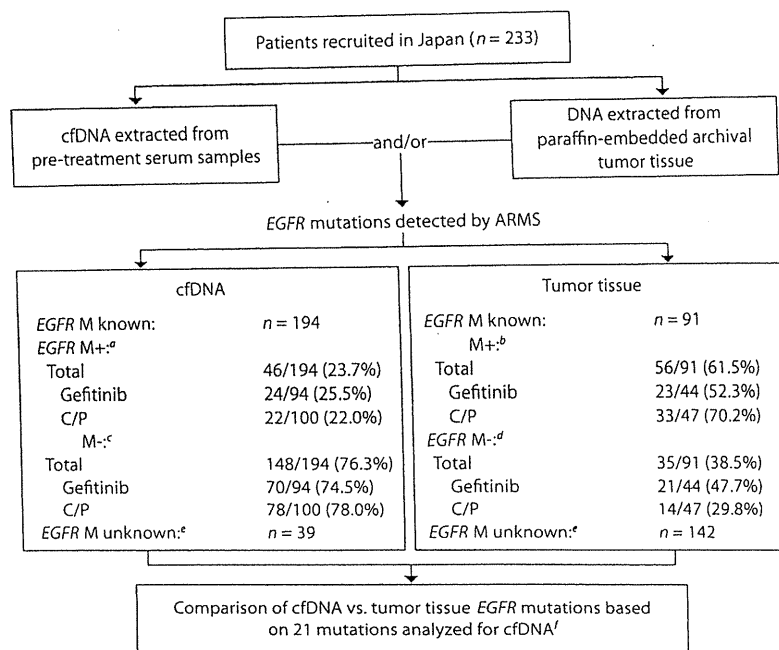 Patients recruited in Japan (n = 233)
cfDNA extracted from
pre-treatment serum samples
and/or
DNA extracted from
paraffin-embedded archival
tumor tissue
EGFR mutations detected by ARMS
cfDNA
EGFR M known: n = 194
EGFR M+:a
Total 46/194 (23.7%)
Gefitinib 24/94 (25.5%)
C/P 22/100 (22.0%)
M-:c
Total 148/194 (76.3%)
Gefitinib 70/94 (74.5%)
C/P 78/100 (78.0%)
EGFR M unknown:e n = 39
Tumor tissue
EGFR M known: n = 91
M+:b
Total 56/91 (61.5%)
Gefitinib 23/44 (52.3%)
C/P 33/47 (70.2%)
EGFR M-:d
Total 35/91 (38.5%)
Gefitinib 21/44 (47.7%)
C/P 14/47 (29.8%)
EGFR M unknown:e n = 142
Comparison of cfDNA vs. tumor tissue EGFR mutations based
on 21 mutations analyzed for cfDNAf